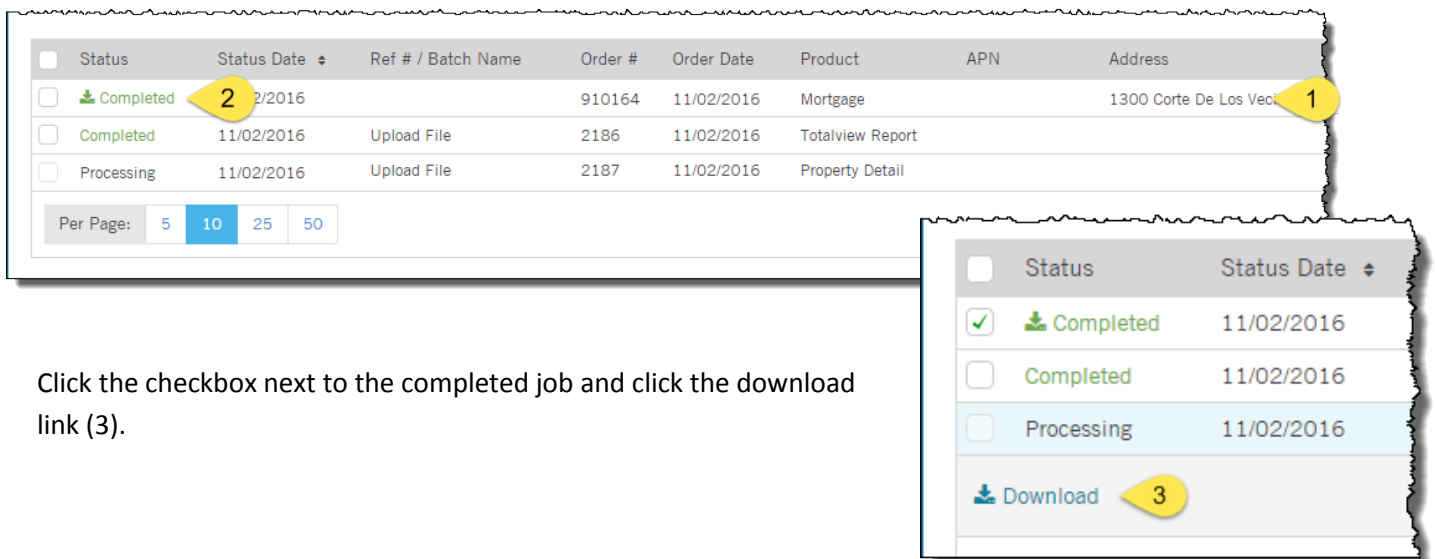 Status Status Date Ref # / Batch Name Order # Order Date Product APN Address
Completed 2 2/2016 910164 11/02/2016 Mortgage 1300 Corte De Los 1
Completed 11/02/2016 Upload File 2186 11/02/2016 Totalview Report
Processing 11/02/2016 Upload File 2187 11/02/2016 Property Detail
Per Page: 5 10 25 50
Status Status Date
Completed 11/02/2016
Completed 11/02/2016
Processing 11/02/2016
Download 3
Click the checkbox next to the completed job and click the download
link (3).